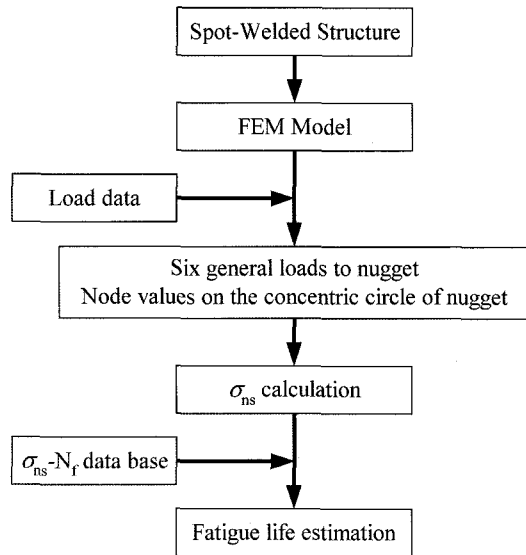 Spot-Welded Structure
FEM Model
Load data
Six general loads to nugget
Node values on the concentric circle of nugget
σns calculation
σns-Nf data base
Fatigue life estimation